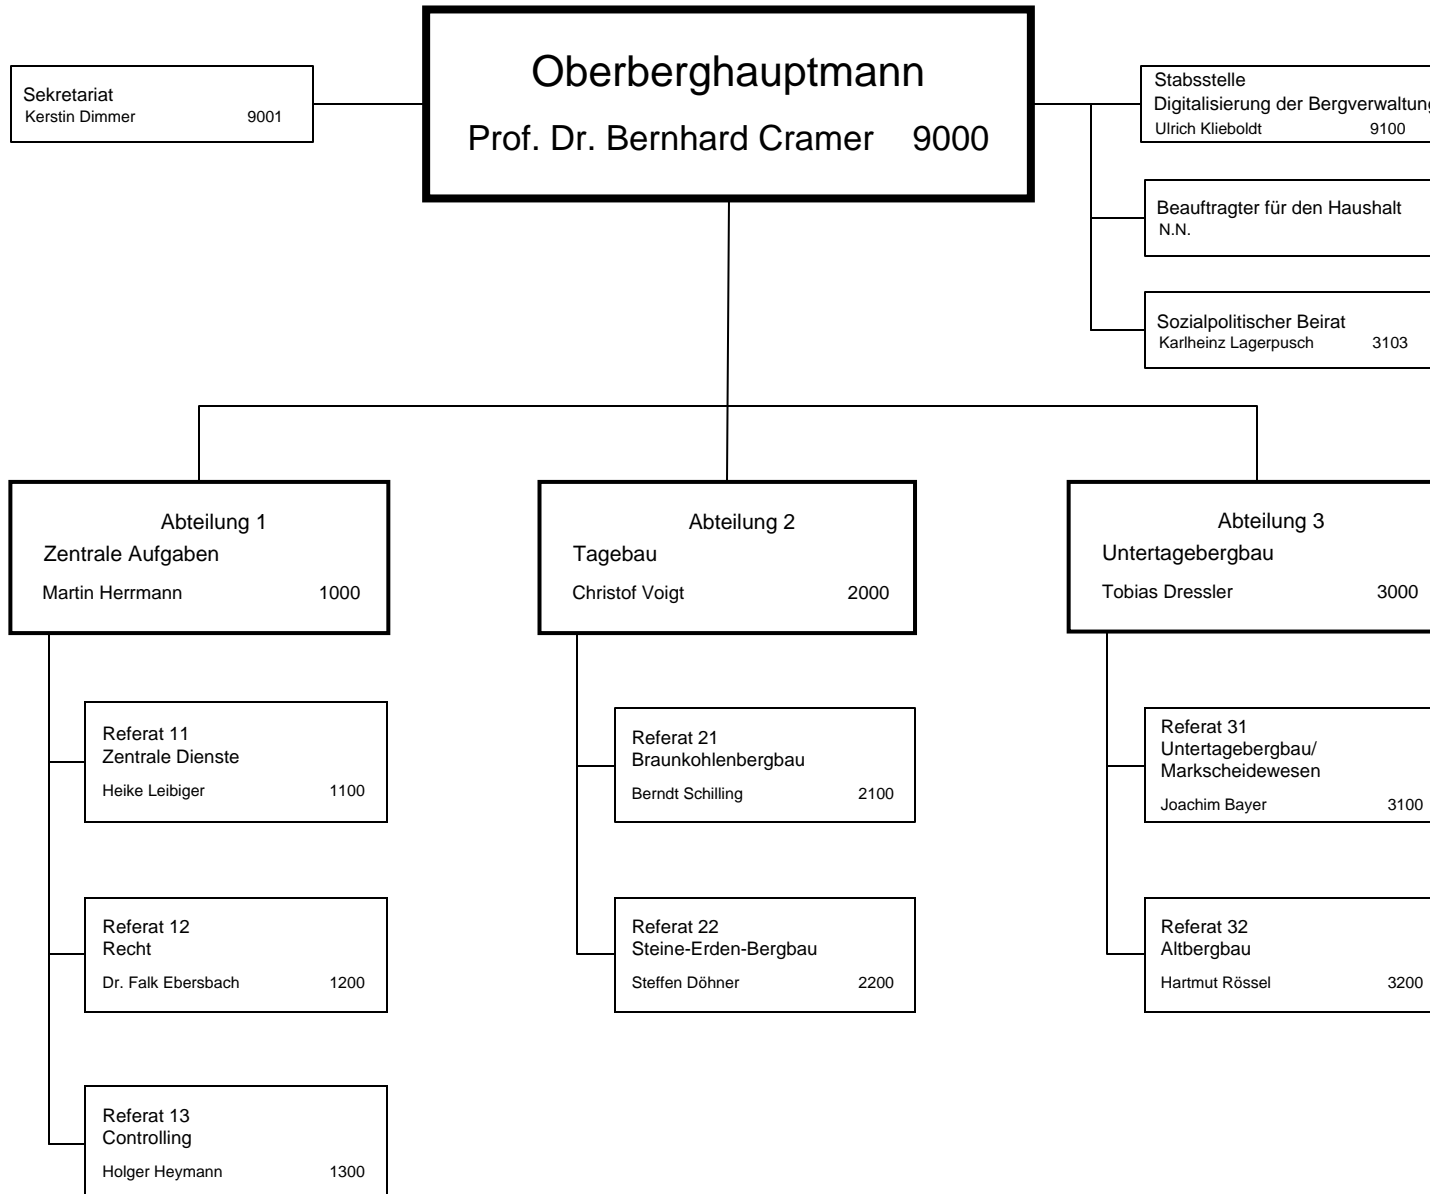 Oberberghauptmann
Prof. Dr. Bernhard Cramer 9000
Sekretariat
Kerstin Dimmer 9001
Stabsstelle
Digitalisierung der Bergverwaltung
Ulrich Klieboldt 9100
Beauftragter für den Haushalt
N.N.
Sozialpolitischer Beirat
Karlheinz Lagerpusch 3103
Abteilung 1
Zentrale Aufgaben
Martin Herrmann 1000
Referat 11
Zentrale Dienste
Heike Leibiger 1100
Referat 12
Recht
Dr. Falk Ebersbach 1200
Referat 13
Controlling
Holger Heymann 1300
Abteilung 2
Tagebau
Christof Voigt 2000
Referat 21
Braunkohlenbergbau
Berndt Schilling 2100
Referat 22
Steine-Erden-Bergbau
Steffen Döhner 2200
Abteilung 3
Untertagebergbau
Tobias Dressler 3000
Referat 31
Untertagebergbau/
Markscheidewesen
Joachim Bayer 3100
Referat 32
Altbergbau
Hartmut Rössel 3200